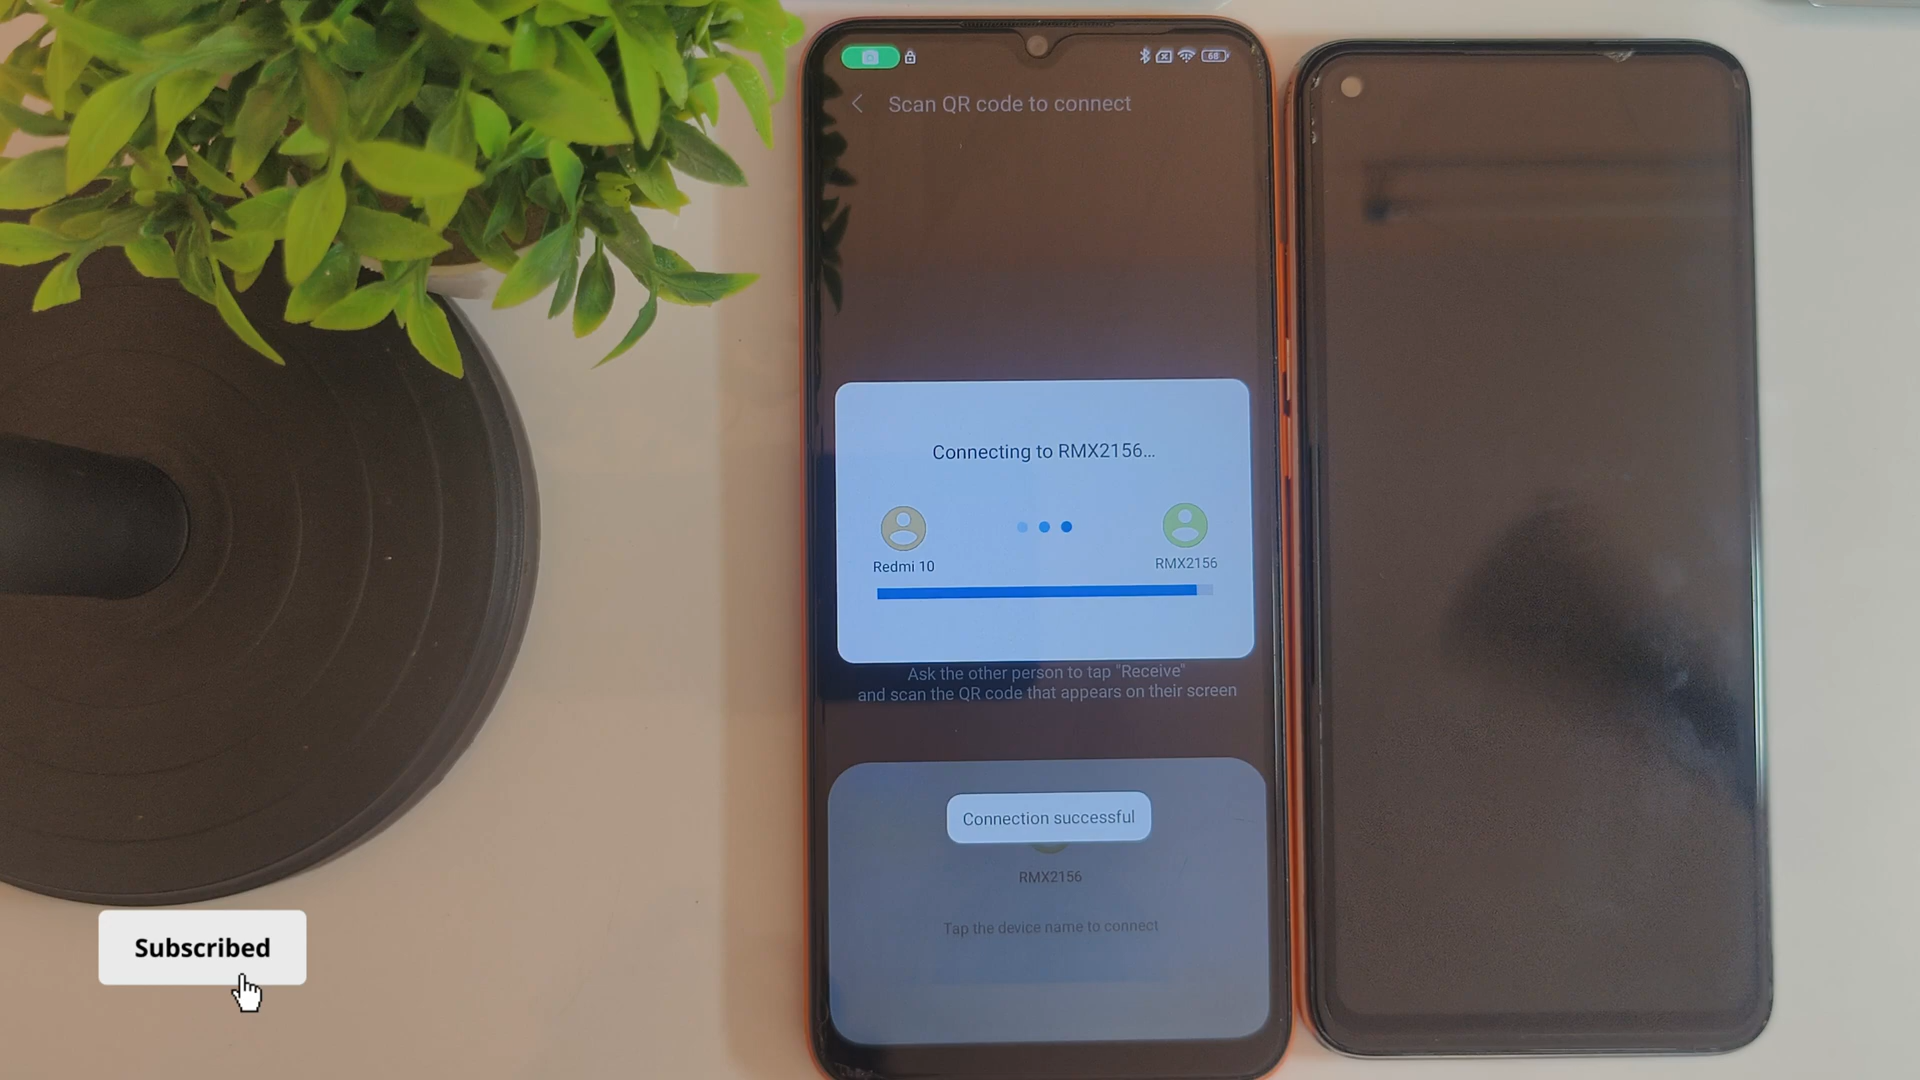 68
Scan QR code to connect
Connecting to RMX2156...
Redmi 10
RMX2156
Ask the other person to tap "Receive"
and scan the QR code that appears on their screen
Connection successful
RMX2156
Tap the device name to connect
Subscribed